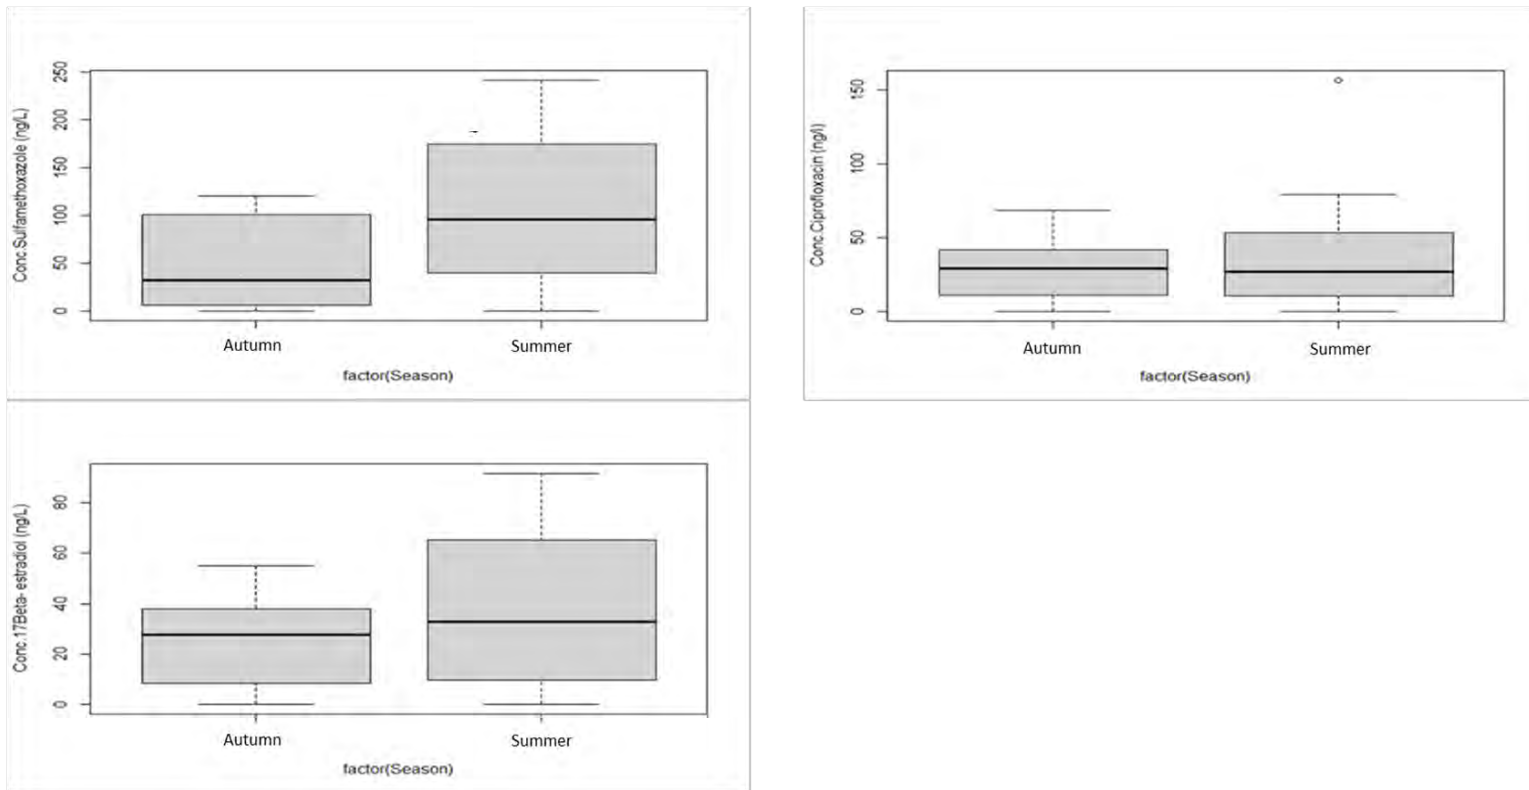 Conc.Sulfamethoxazole (ng/L)
250
200
150
100
50
0
Autumn
Summer
factor(Season)
Conc.Ciprofloxacin (ng/l)
150
100
50
0
Autumn
Summer
factor(Season)
Conc.17Beta- estradiol (ng/L)
80
60
40
20
0
Autumn
Summer
factor(Season)